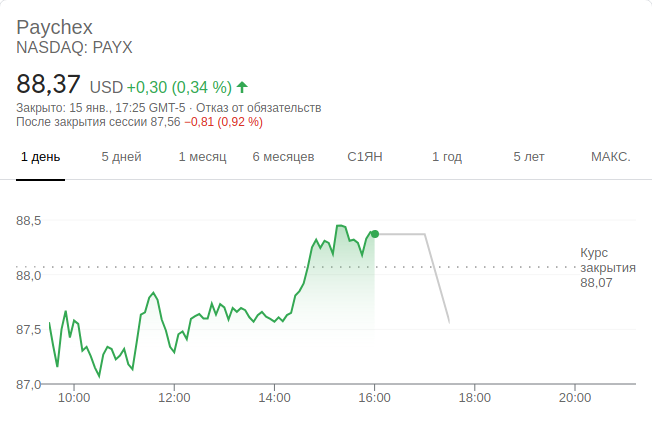 Paychex
NASDAQ: PAYX
88,37 USD +0,30 (0,34 %)
Закрыто: 15 янв., 17:25 GMT-5 · Отказ от обязательств
После закрытия сессии 87,56 −0,81 (0,92 %)
1 день 5 дней 1 месяц 6 месяцев С1ЯН 1 год 5 лет МАКС.
88,5
88,0
87,5
87,0
Курс
закрытия
88,07
10:00 12:00 14:00 16:00 18:00 20:00